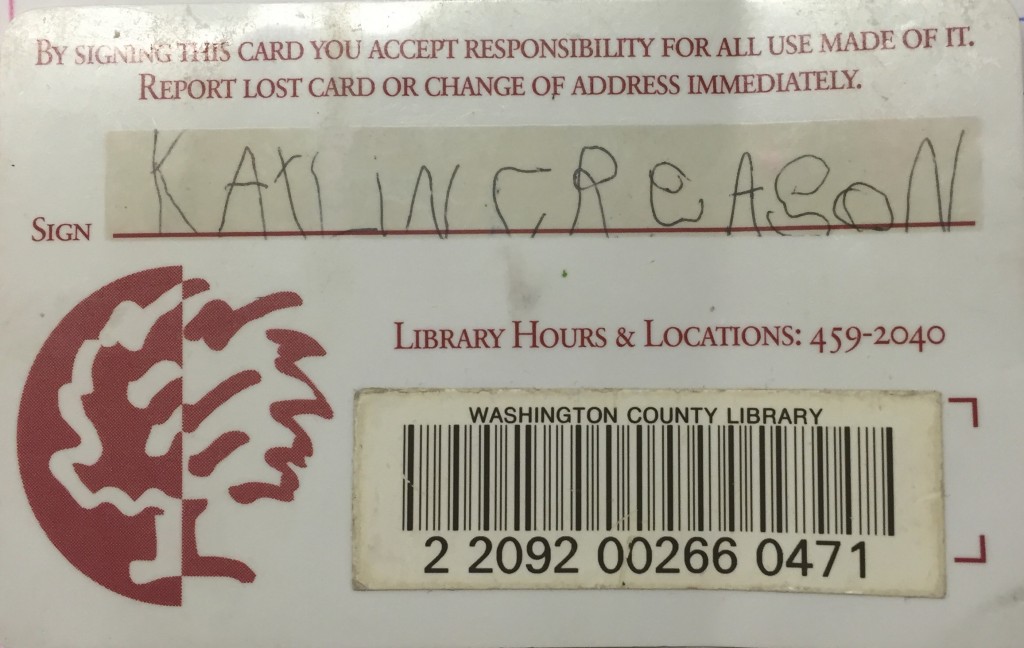 BY SIGNING THIS CARD YOU ACCEPT RESPONSIBILITY FOR ALL USE MADE OF IT.
REPORT LOST CARD OR CHANGE OF ADDRESS IMMEDIATELY.
SIGN KATLIN CREASON
LIBRARY HOURS & LOCATIONS: 459-2040
WASHINGTON COUNTY LIBRARY
2 2092 00266 0471